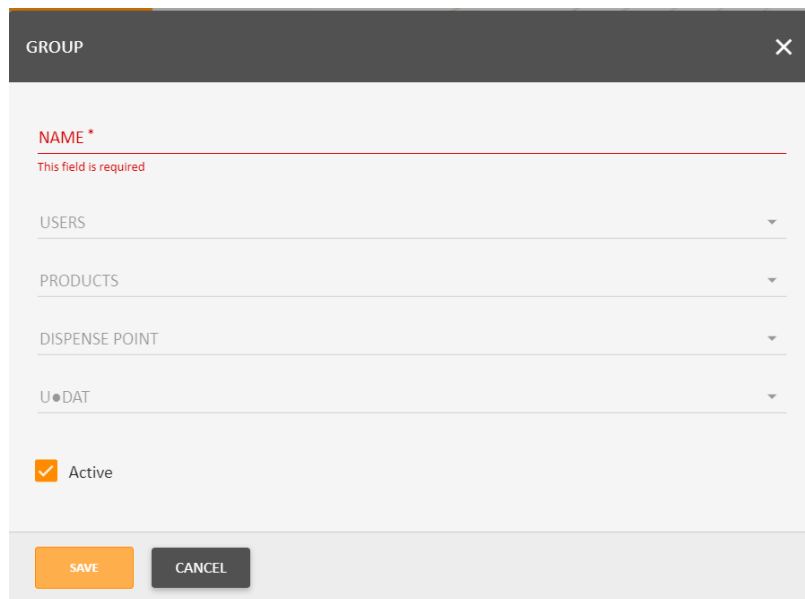 GROUP
NAME *
This field is required
USERS
PRODUCTS
DISPENSE POINT
U●DAT
Active
SAVE
CANCEL